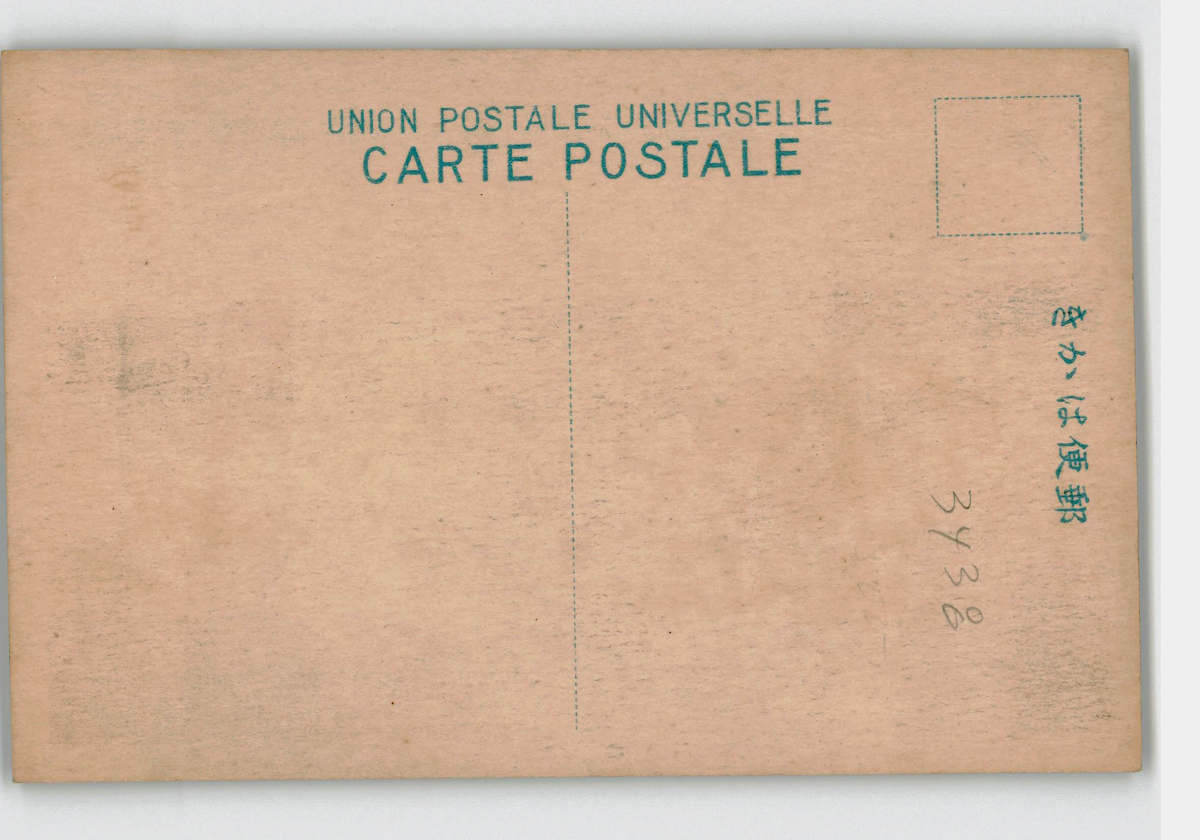 UNION POSTALE UNIVERSELLE
CARTE POSTALE
きかは便郵
3438